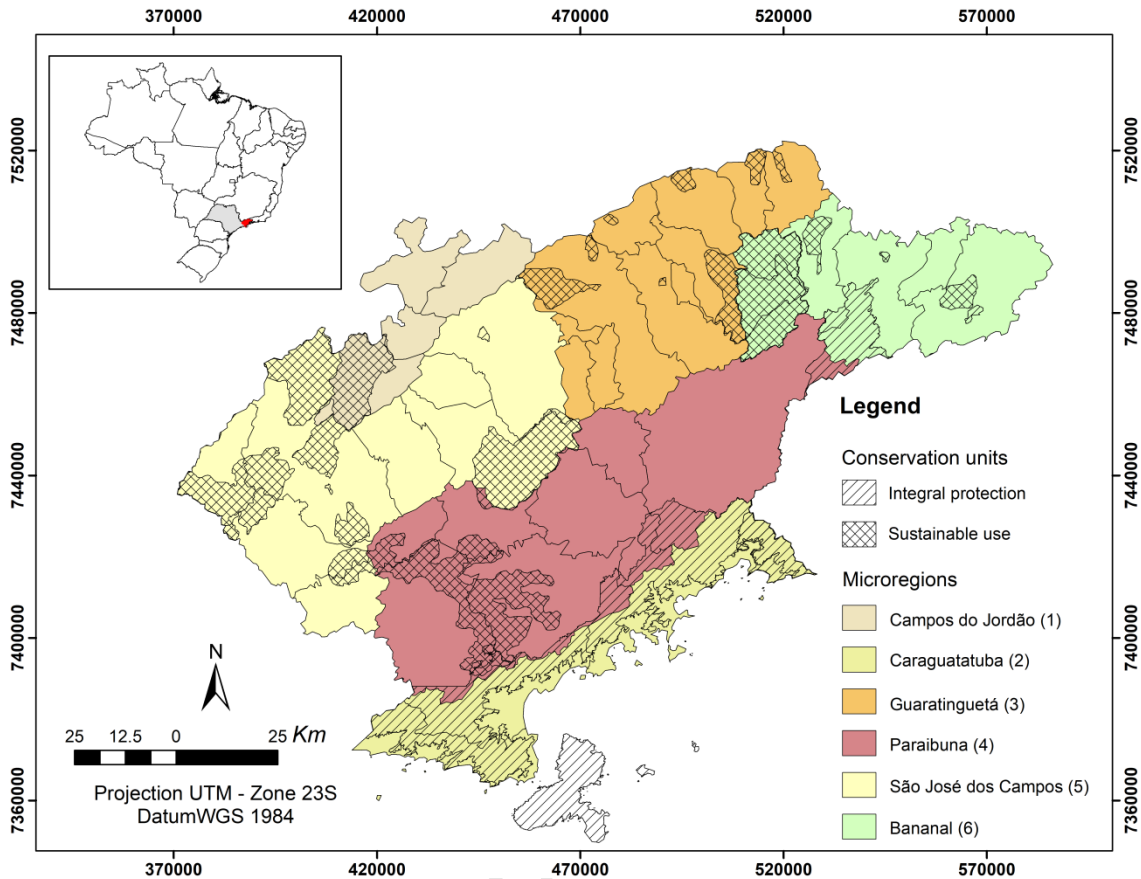 370000 420000 470000 520000 570000
7520000 7520000
7480000 7480000
7440000 7440000
7400000 7400000
7360000 7360000
Legend
Conservation units
Integral protection
Sustainable use
Microregions
Campos do Jordão (1)
Caraguatatuba (2)
Guaratinguetá (3)
Paraibuna (4)
São José dos Campos (5)
Bananal (6)
N
25 12.5 0 25 Km
Projection UTM - Zone 23S
DatumWGS 1984
370000 420000 470000 520000 570000